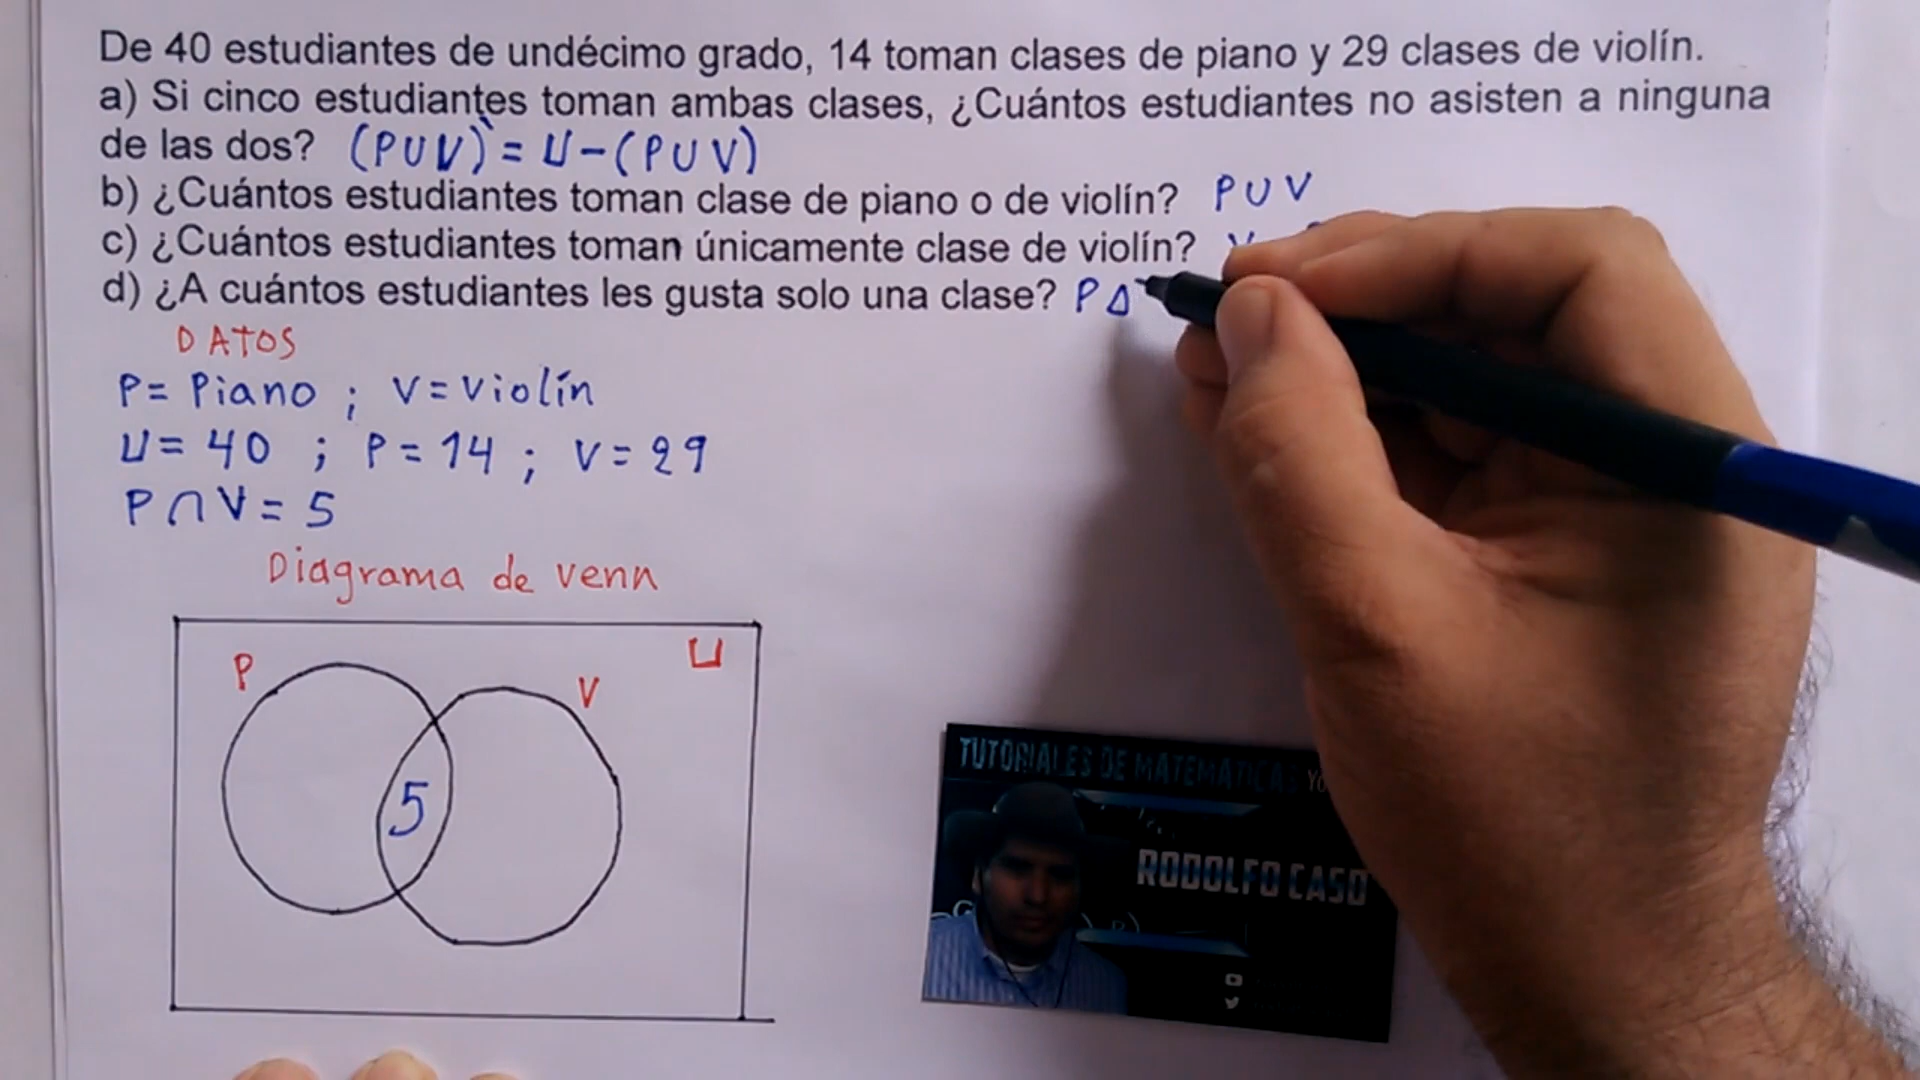 De 40 estudiantes de undécimo grado, 14 toman clases de piano y 29 clases de violín.
a) Si cinco estudiantes toman ambas clases, ¿Cuántos estudiantes no asisten a ninguna
de las dos? (P∪V)` = U-(P∪V)
b) ¿Cuántos estudiantes toman clase de piano o de violín? P∪V
c) ¿Cuántos estudiantes toman únicamente clase de violín?
d) ¿A cuántos estudiantes les gusta solo una clase? P Δ
DATOS
P= Piano ; V=Violín
U= 40 ; P=14 ; V=29
P∩V= 5
Diagrama de venn
P
V
U
5
TUTORIALES DE MATEMATICAS
RODOLFO CASO